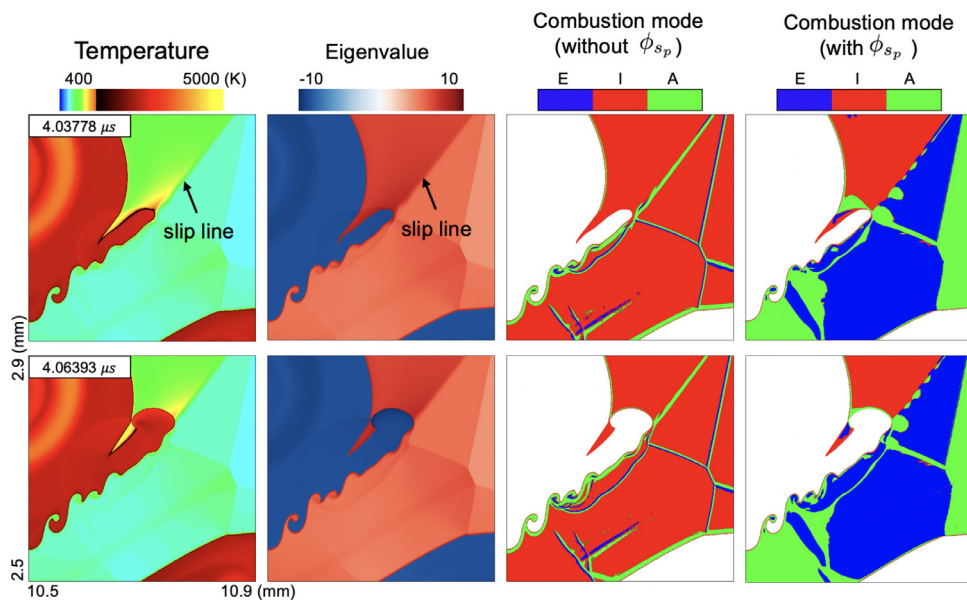 Temperature
400 5000 (K)
Eigenvalue
-10 10
Combustion mode
(without ϕ_{s_p})
E I A
Combustion mode
(with ϕ_{s_p})
E I A
4.03778 μs
slip line
slip line
4.06393 μs
2.9 (mm)
2.5
10.5 10.9 (mm)